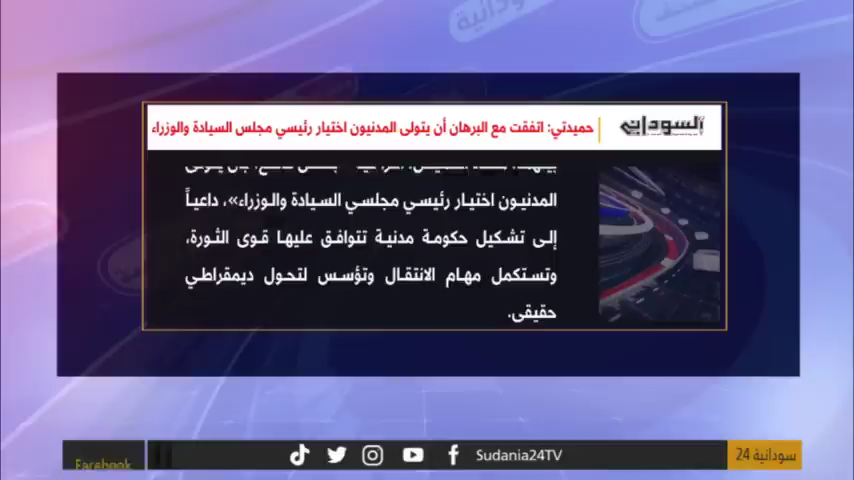 سودانية
السوداني
حميدتي: اتفقت مع البرهان أن يتولى المدنيون اختيار رئيسي مجلس السيادة والوزراء
المدنيون اختيار رئيسي مجلسي السيادة والوزراء»، داعياً
إلى تشكيل حكومة مدنية تتوافق عليها قوى الثورة،
وتستكمل مهام الانتقال وتؤسس لتحول ديمقراطي
حقيقي.
Facebook
Sudania24TV
سودانية 24